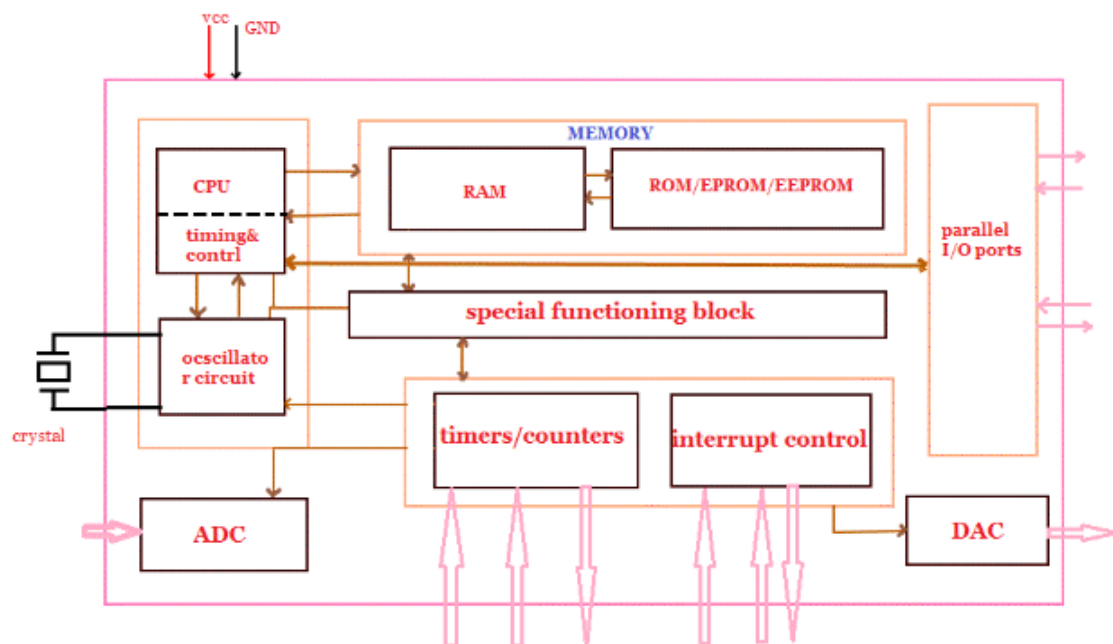 vcc
GND
MEMORY
CPU
RAM
ROM/EPROM/EEPROM
timing&
contrl
parallel
I/O ports
special functioning block
ocscillato
r circuit
crystal
timers/counters
interrupt control
ADC
DAC